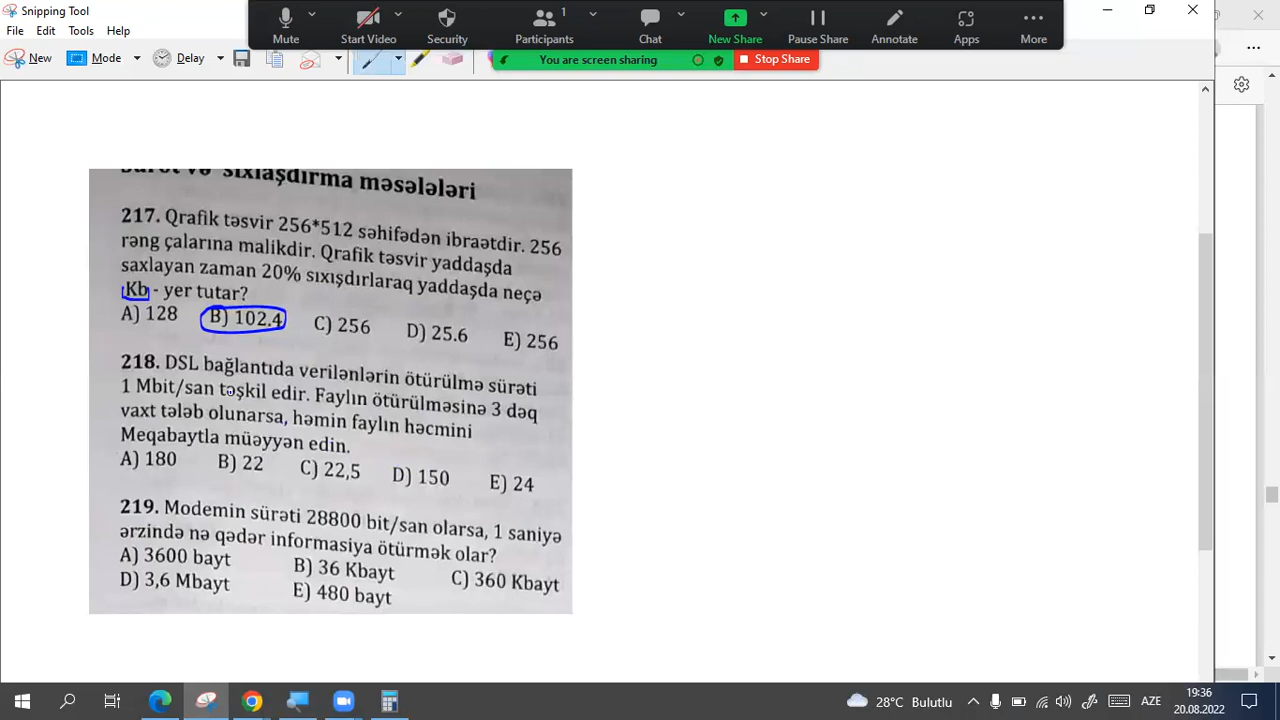 Snipping Tool
File Edit Tools Help
New Mode Delay
Mute Start Video Security Participants 1 Chat New Share Pause Share Annotate Apps More
You are screen sharing Stop Share
Surət və sıxlaşdırma məsələləri
217. Qrafik təsvir 256*512 səhifədən ibraətdir. 256
rəng çalarına malikdir. Qrafik təsvir yaddaşda
saxlayan zaman 20% sıxışdırlaraq yaddaşda neçə
Kb - yer tutar?
A) 128 B) 102.4 C) 256 D) 25.6 E) 256
218. DSL bağlantıda verilənlərin ötürülmə sürəti
1 Mbit/san təşkil edir. Faylın ötürülməsinə 3 dəq
vaxt tələb olunarsa, həmin faylın həcmini
Meqabaytla müəyyən edin.
A) 180 B) 22 C) 22,5 D) 150 E) 24
219. Modemin sürəti 28800 bit/san olarsa, 1 saniyə
ərzində nə qədər informasiya ötürmək olar?
A) 3600 bayt B) 36 Kbayt C) 360 Kbayt
D) 3,6 Mbayt E) 480 bayt
28°C Bulutlu AZE 19:36
20.08.2022